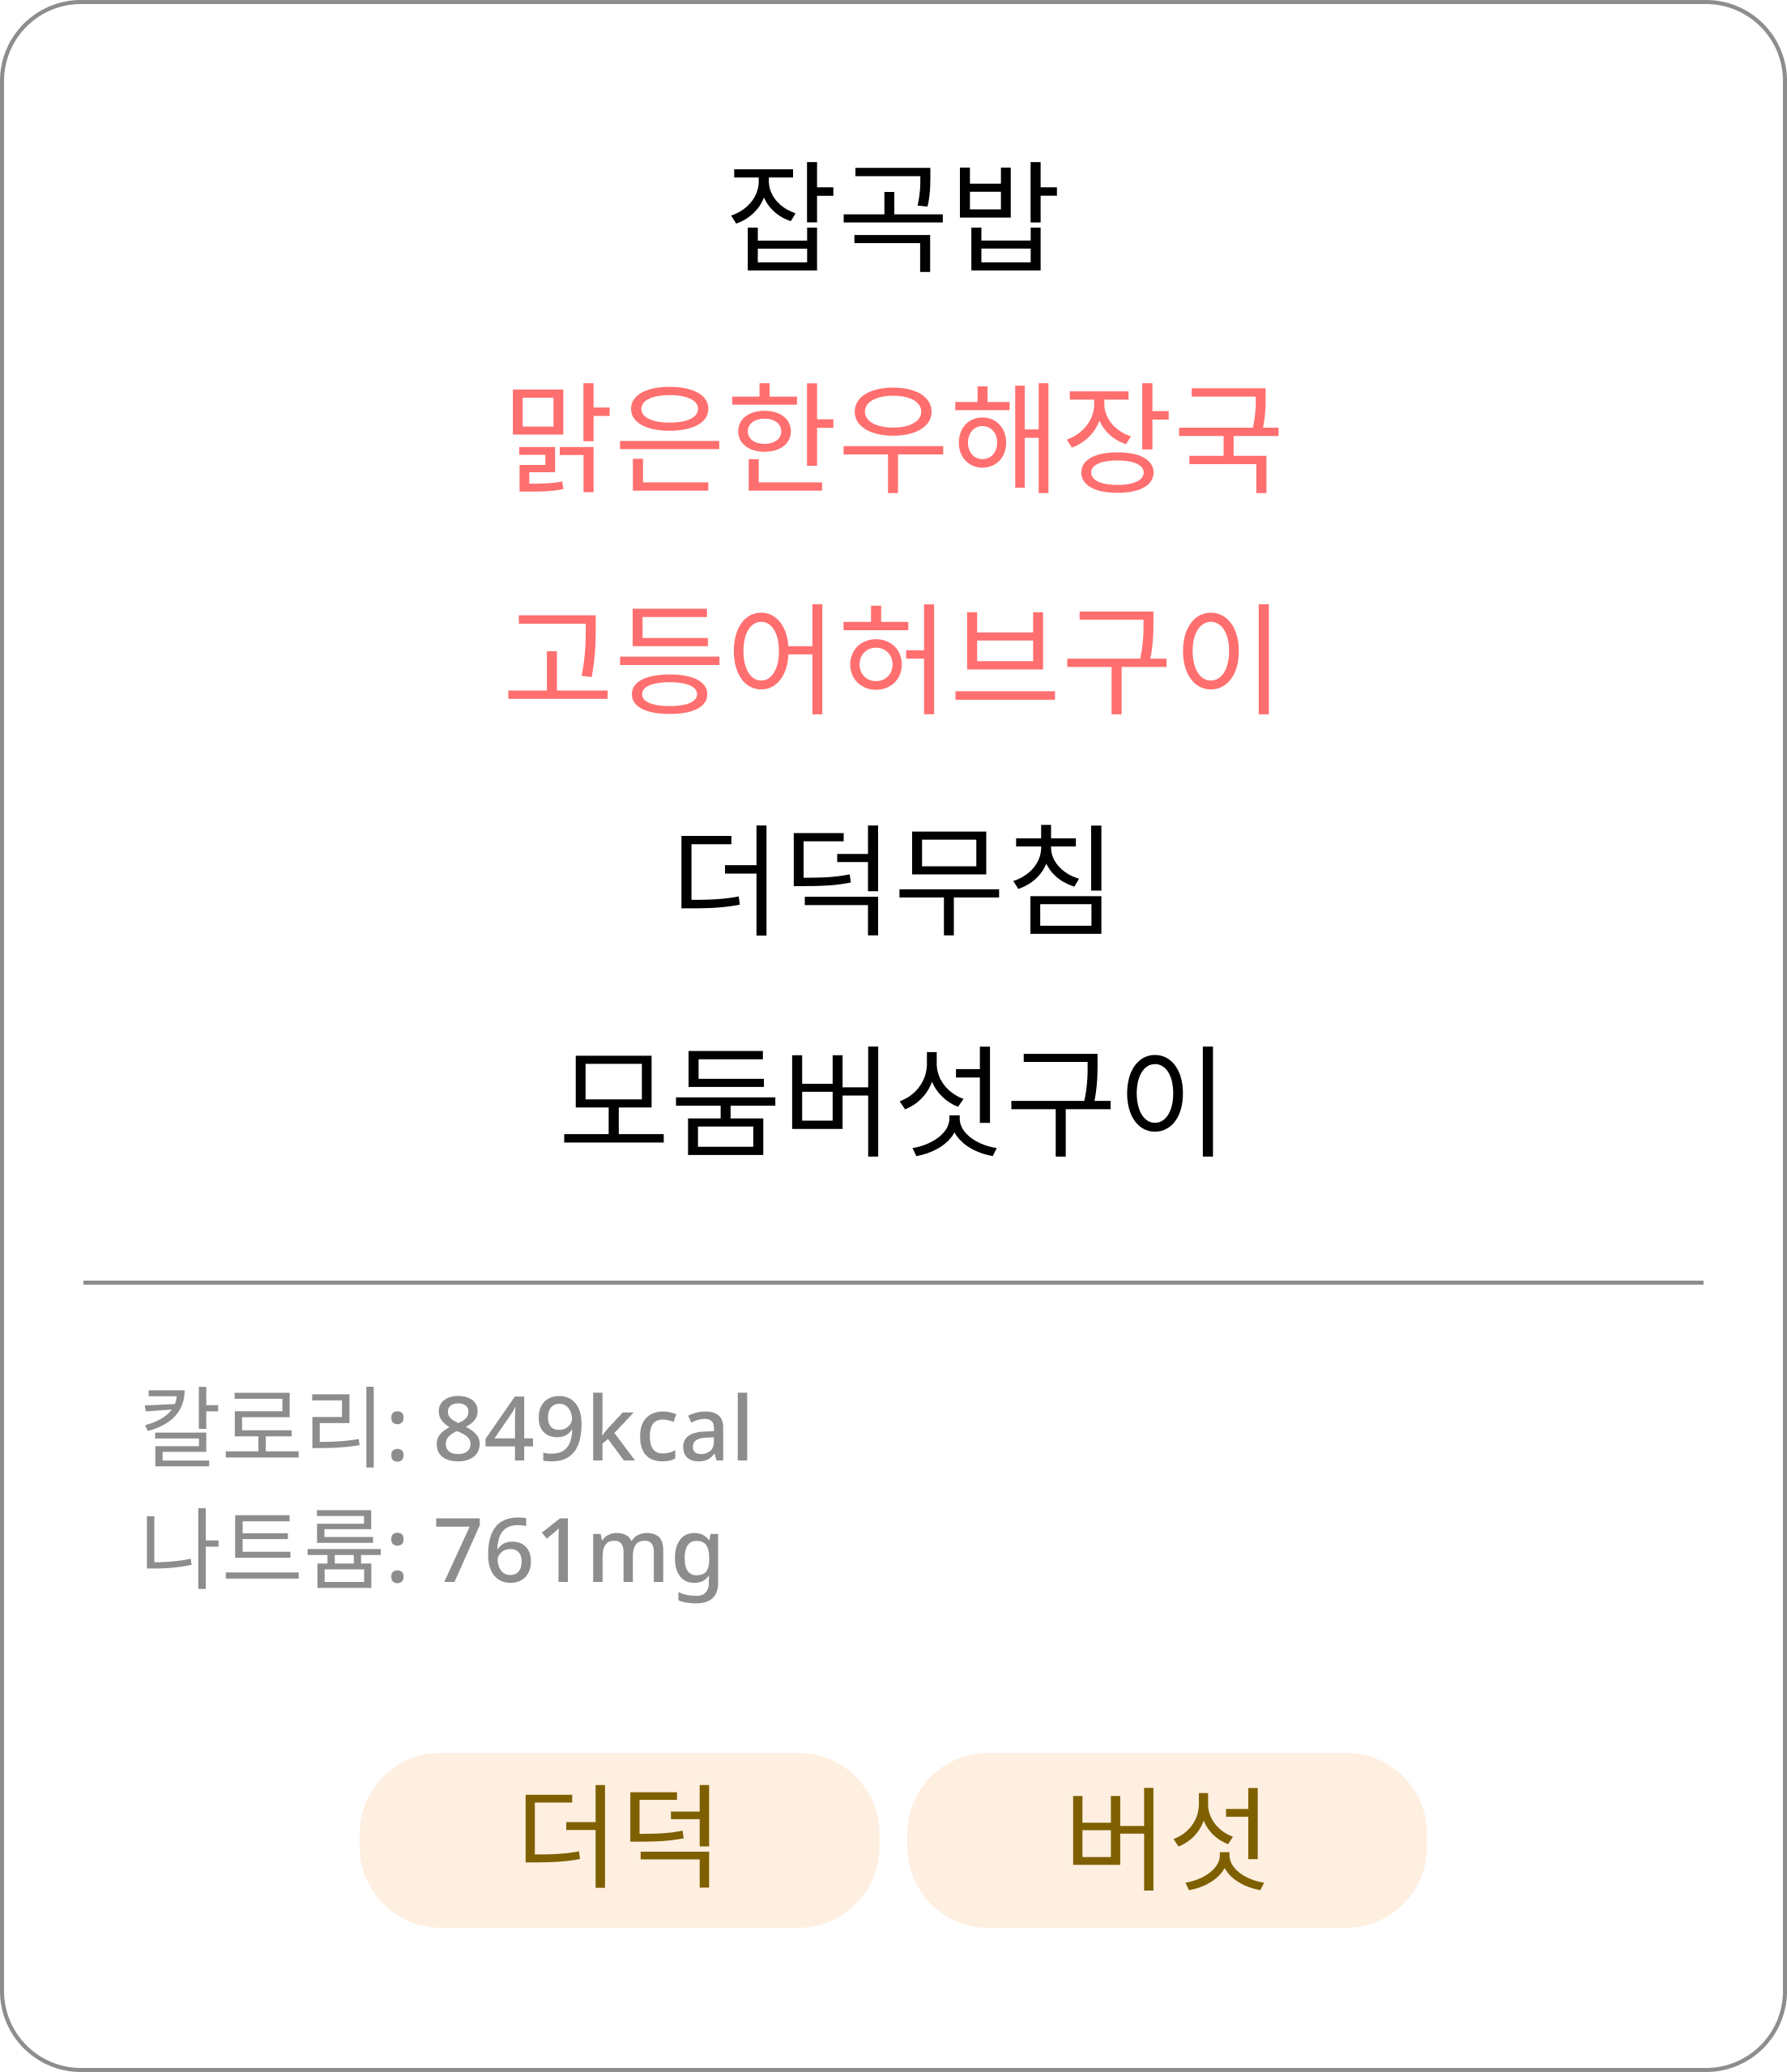 잡곡밥
맑은한우해장국
고등어허브구이
더덕무침
모둠버섯구이
칼로리: 849kcal
나트륨: 761mg
더덕 버섯